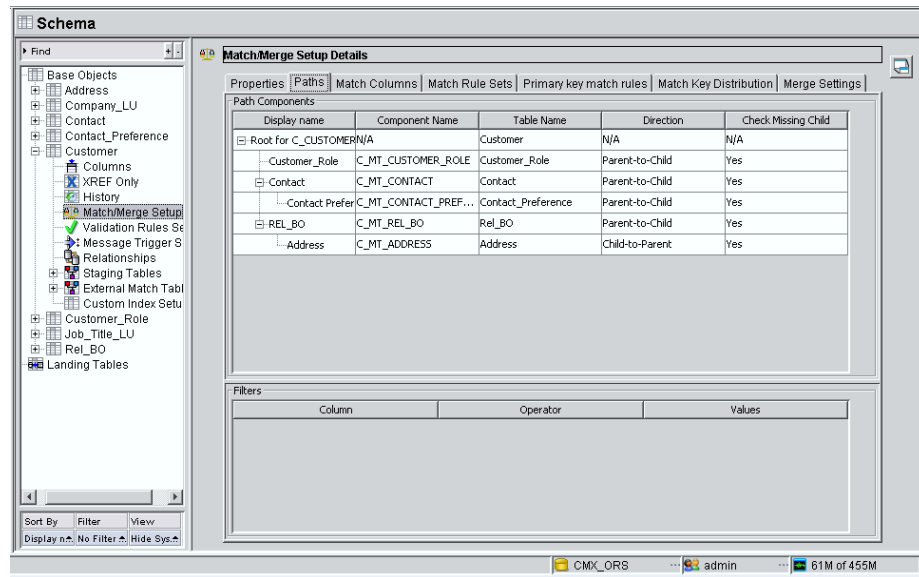 Schema
Find
+ -
Base Objects
Address
Company_LU
Contact
Contact_Preference
Customer
Columns
XREF Only
History
Match/Merge Setup
Validation Rules Se
Message Trigger S
Relationships
Staging Tables
External Match Tabl
Custom Index Setu
Customer_Role
Job_Title_LU
Rel_BO
Landing Tables
Sort By Filter View
Display n... No Filter Hide Sys...
Match/Merge Setup Details
Properties Paths Match Columns Match Rule Sets Primary key match rules Match Key Distribution Merge Settings
Path Components
Display name Component Name Table Name Direction Check Missing Child
Root for C_CUSTOMER N/A Customer N/A N/A
Customer_Role C_MT_CUSTOMER_ROLE Customer_Role Parent-to-Child Yes
Contact C_MT_CONTACT Contact Parent-to-Child Yes
Contact Prefer C_MT_CONTACT_PREF... Contact_Preference Parent-to-Child Yes
REL_BO C_MT_REL_BO Rel_BO Parent-to-Child Yes
Address C_MT_ADDRESS Address Child-to-Parent Yes
Filters
Column Operator Values
CMX_ORS ... admin ... 61M of 455M